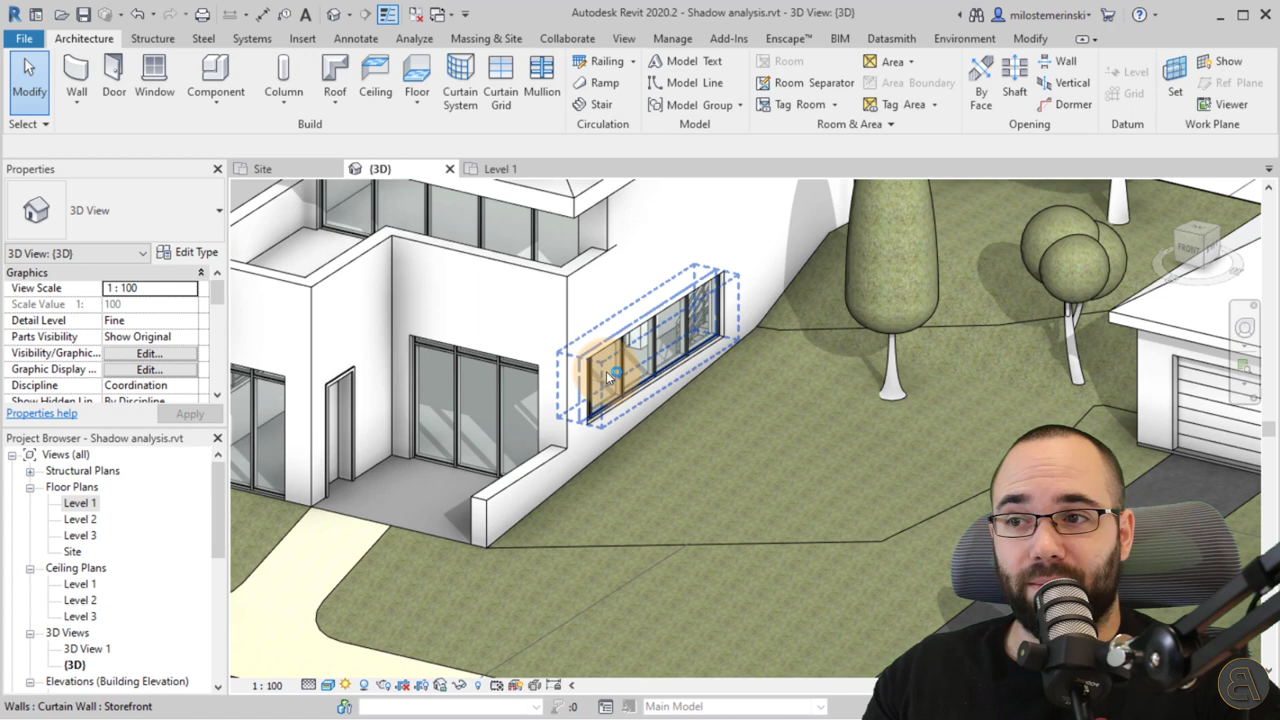 Autodesk Revit 2020.2 - Shadow analysis.rvt - 3D View: {3D}
milostemerinski
File Architecture Structure Steel Systems Insert Annotate Analyze Massing & Site Collaborate View Manage Add-Ins Enscape™ BIM Datasmith Environment Modify
Modify
Wall
Door
Window
Component
Column
Roof
Ceiling
Floor
Curtain System
Curtain Grid
Mullion
Railing
Ramp
Stair
Model Text
Model Line
Model Group
Room
Room Separator
Tag Room
Area
Area Boundary
Tag Area
By Face
Shaft
Wall
Vertical
Dormer
Level
Grid
Set
Show
Ref Plane
Viewer
Select Build Circulation Model Room & Area Opening Datum Work Plane
Properties
Site {3D} Level 1
3D View
3D View: {3D} Edit Type
Graphics
View Scale 1 : 100
Scale Value 1: 100
Detail Level Fine
Parts Visibility Show Original
Visibility/Graphic... Edit...
Graphic Display ... Edit...
Discipline Coordination
Show Hidden Lin... By Discipline
Properties help Apply
Project Browser - Shadow analysis.rvt
Views (all)
Structural Plans
Floor Plans
Level 1
Level 2
Level 3
Site
Ceiling Plans
Level 1
Level 2
Level 3
3D Views
3D View 1
{3D}
Elevations (Building Elevation)
FRONT
1 : 100
Walls : Curtain Wall : Storefront
:0
Main Model